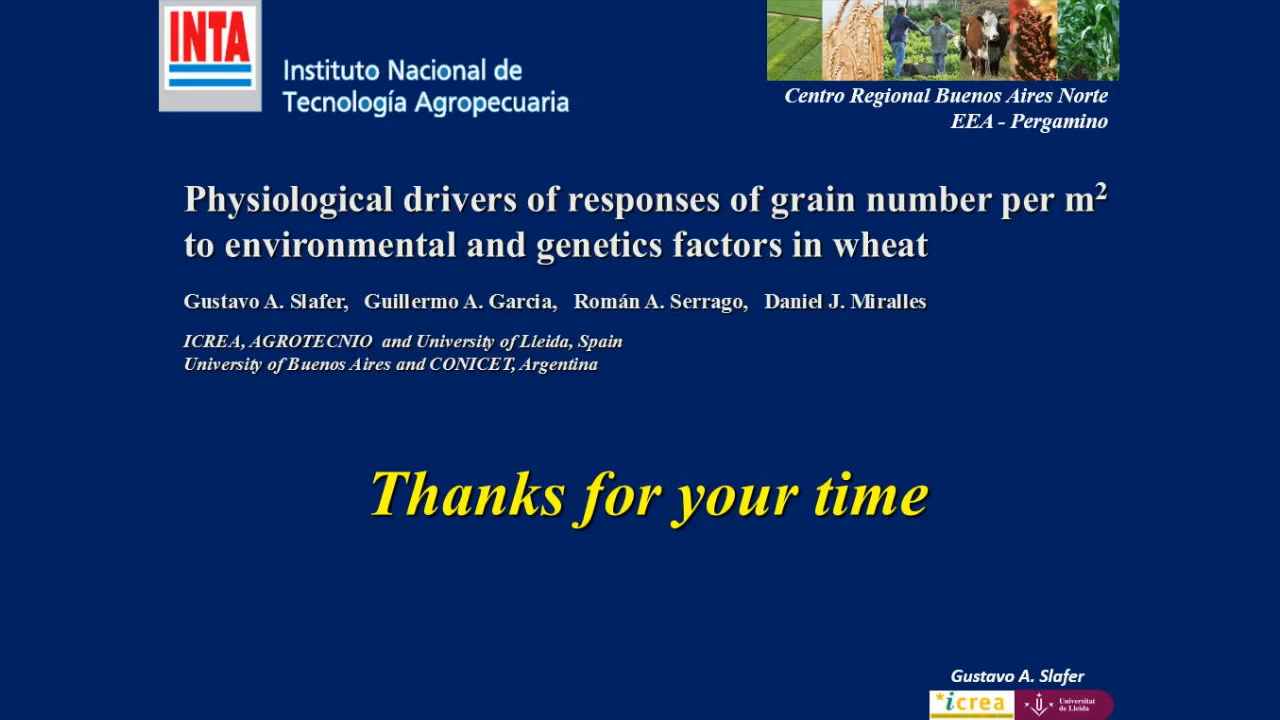 INTA
Instituto Nacional de
Tecnología Agropecuaria
Centro Regional Buenos Aires Norte
EEA - Pergamino
Physiological drivers of responses of grain number per m²
to environmental and genetics factors in wheat
Gustavo A. Slafer, Guillermo A. Garcia, Román A. Serrago, Daniel J. Miralles
ICREA, AGROTECNIO and University of Lleida, Spain
University of Buenos Aires and CONICET, Argentina
Thanks for your time
Gustavo A. Slafer
icrea
Universitat
de Lleida